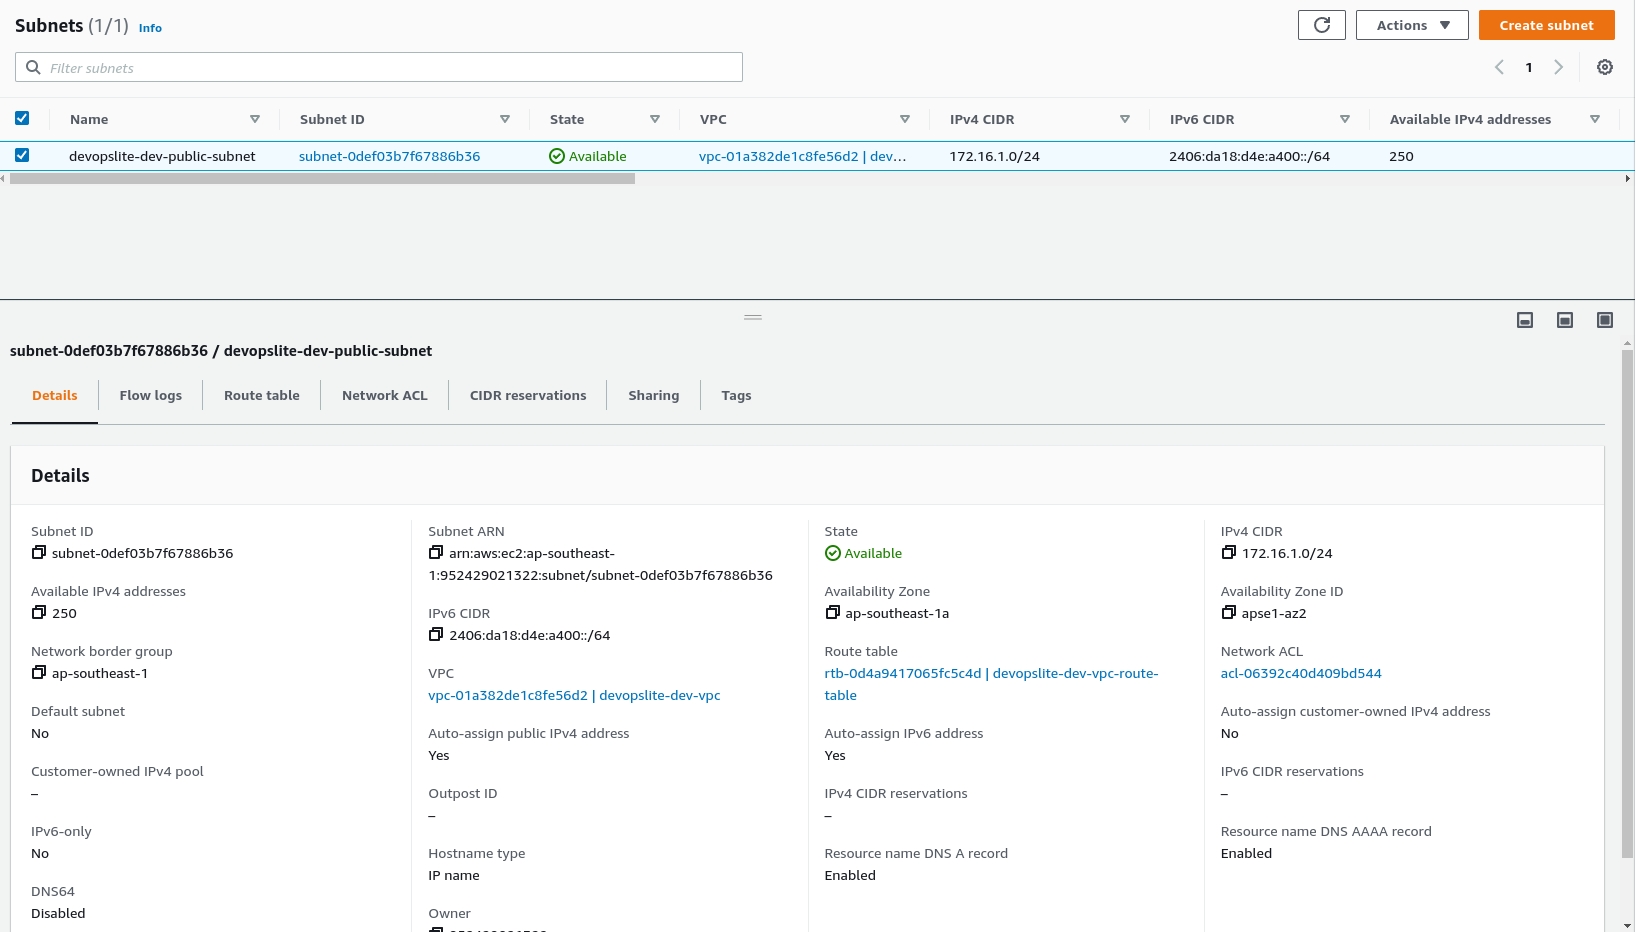 Subnets (1/1) Info
Actions
Create subnet
Filter subnets
1
Name Subnet ID State VPC IPv4 CIDR IPv6 CIDR Available IPv4 addresses
devopslite-dev-public-subnet subnet-0def03b7f67886b36 Available vpc-01a382de1c8fe56d2 | dev... 172.16.1.0/24 2406:da18:d4e:a400::/64 250
subnet-0def03b7f67886b36 / devopslite-dev-public-subnet
Details Flow logs Route table Network ACL CIDR reservations Sharing Tags
Details
Subnet ID
subnet-0def03b7f67886b36
Available IPv4 addresses
250
Network border group
ap-southeast-1
Default subnet
No
Customer-owned IPv4 pool
–
IPv6-only
No
DNS64
Disabled
Subnet ARN
arn:aws:ec2:ap-southeast-
1:952429021322:subnet/subnet-0def03b7f67886b36
IPv6 CIDR
2406:da18:d4e:a400::/64
VPC
vpc-01a382de1c8fe56d2 | devopslite-dev-vpc
Auto-assign public IPv4 address
Yes
Outpost ID
–
Hostname type
IP name
Owner
State
Available
Availability Zone
ap-southeast-1a
Route table
rtb-0d4a9417065fc5c4d | devopslite-dev-vpc-route-
table
Auto-assign IPv6 address
Yes
IPv4 CIDR reservations
–
Resource name DNS A record
Enabled
IPv4 CIDR
172.16.1.0/24
Availability Zone ID
apse1-az2
Network ACL
acl-06392c40d409bd544
Auto-assign customer-owned IPv4 address
No
IPv6 CIDR reservations
–
Resource name DNS AAAA record
Enabled